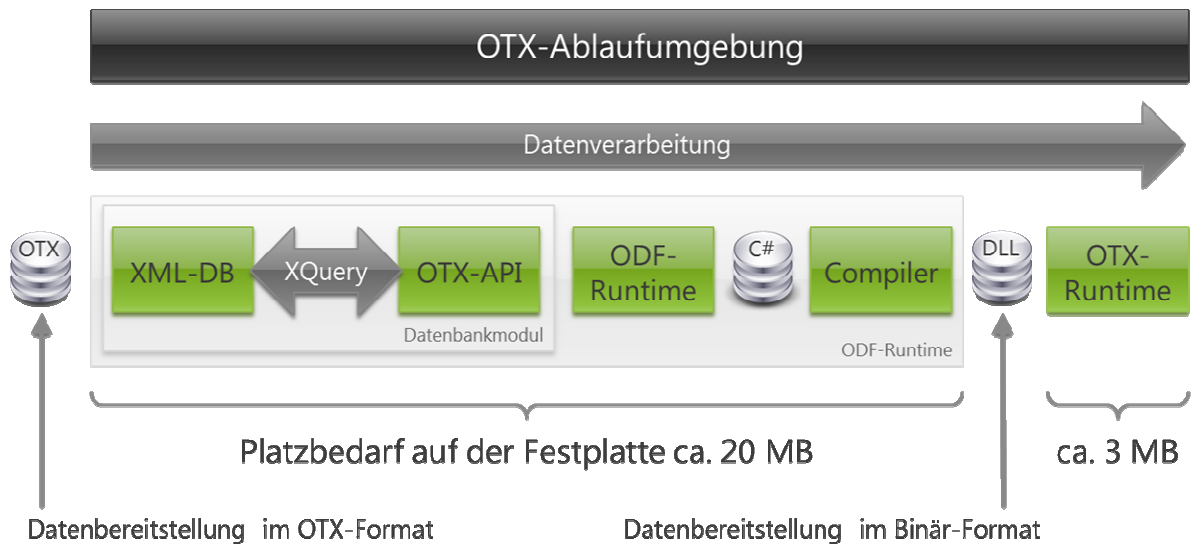 OTX-Ablaufumgebung
Datenverarbeitung
OTX
XML-DB
XQuery
OTX-API
Datenbankmodul
ODF-
Runtime
C#
Compiler
ODF-Runtime
DLL
OTX-
Runtime
Platzbedarf auf der Festplatte ca. 20 MB
ca. 3 MB
Datenbereitstellung im OTX-Format
Datenbereitstellung im Binär-Format